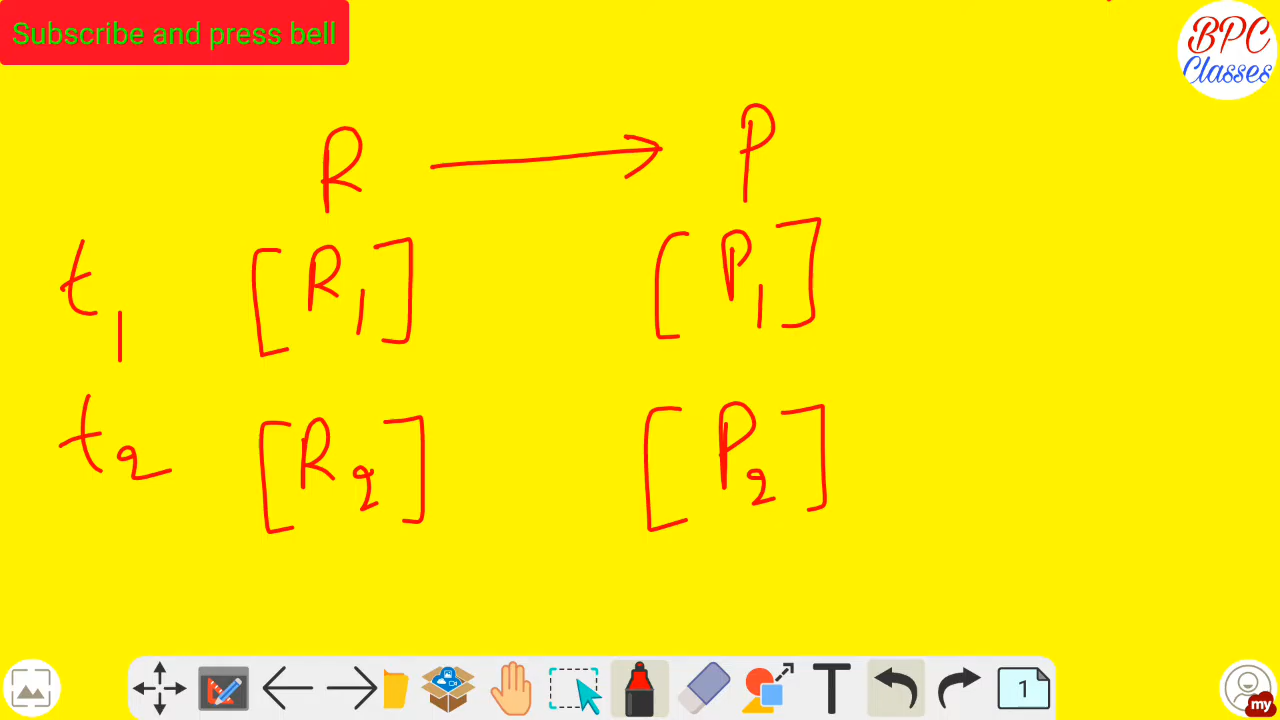 Subscribe and press bell
BPC
Classes
R → P
t₁ [R₁] [P₁]
t₂ [R₂] [P₂]
1
my